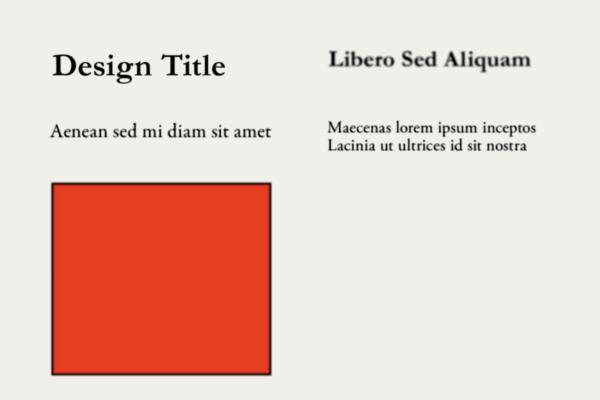 Design Title
Aenean sed mi diam sit amet
Libero Sed Aliquam
Maecenas lorem ipsum inceptos
Lacinia ut ultrices id sit nostra